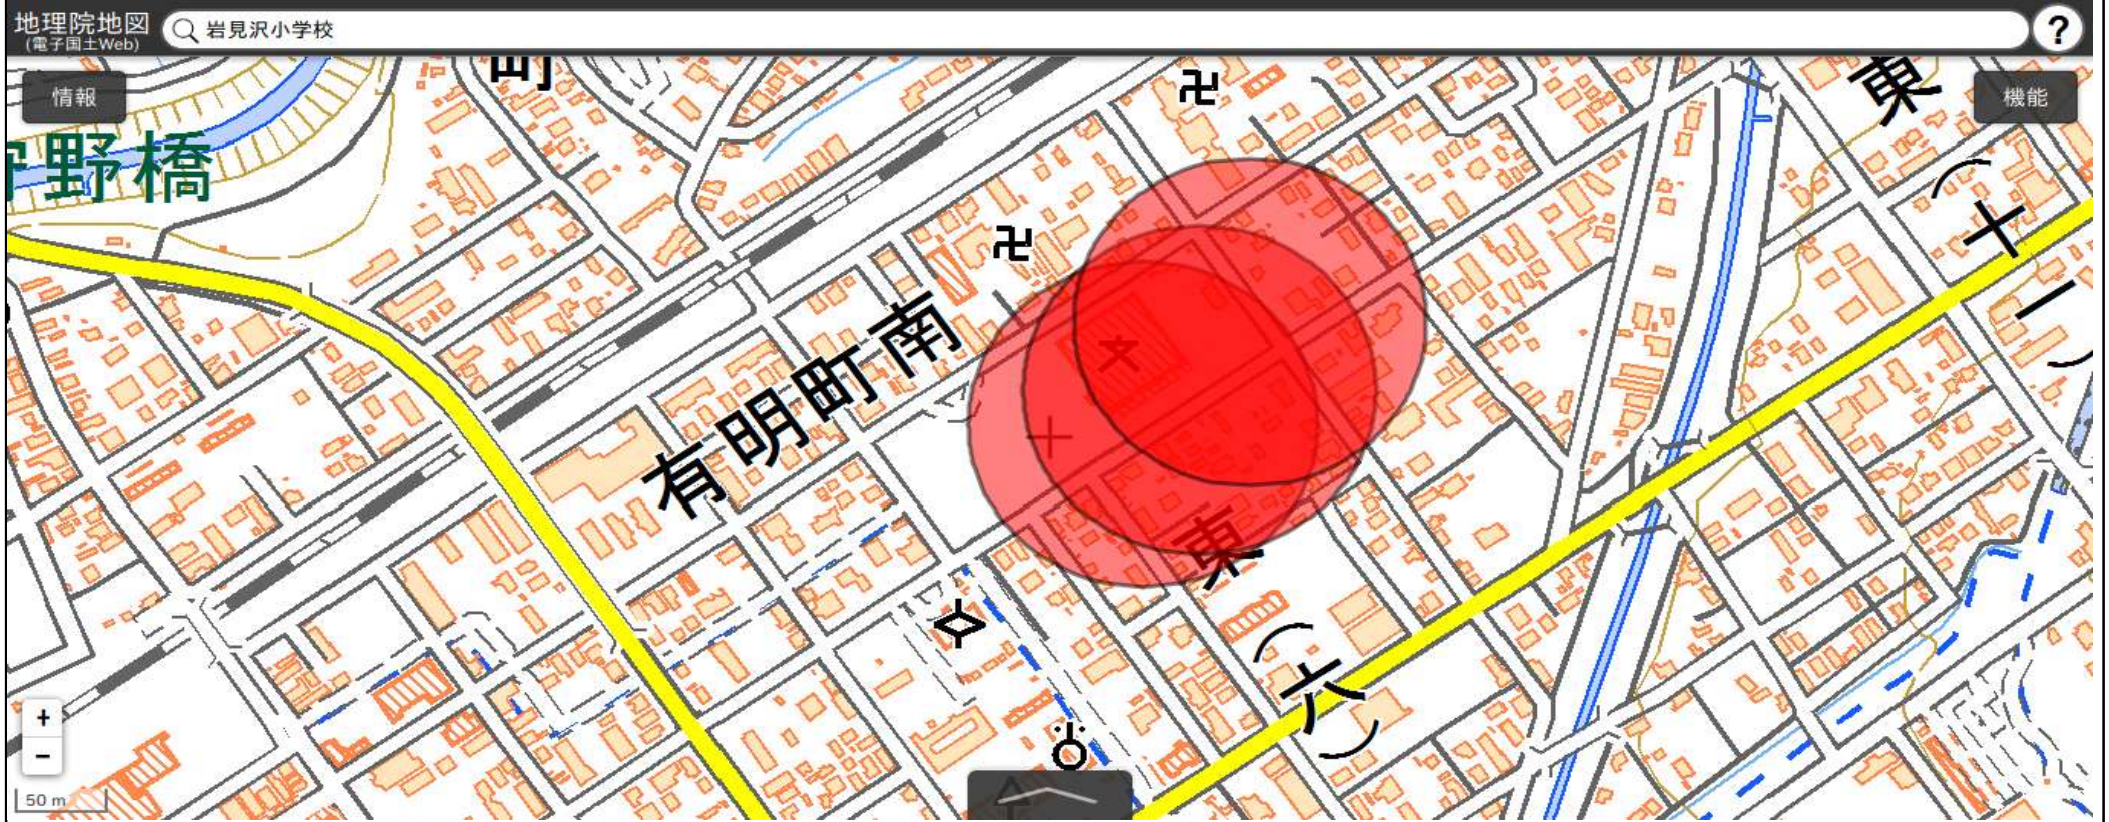 地理院地図
(電子国土Web)
岩見沢小学校
?
情報
機能
町
野橋
東
(十一)
有明町南
東
(六)
+
−
50 m